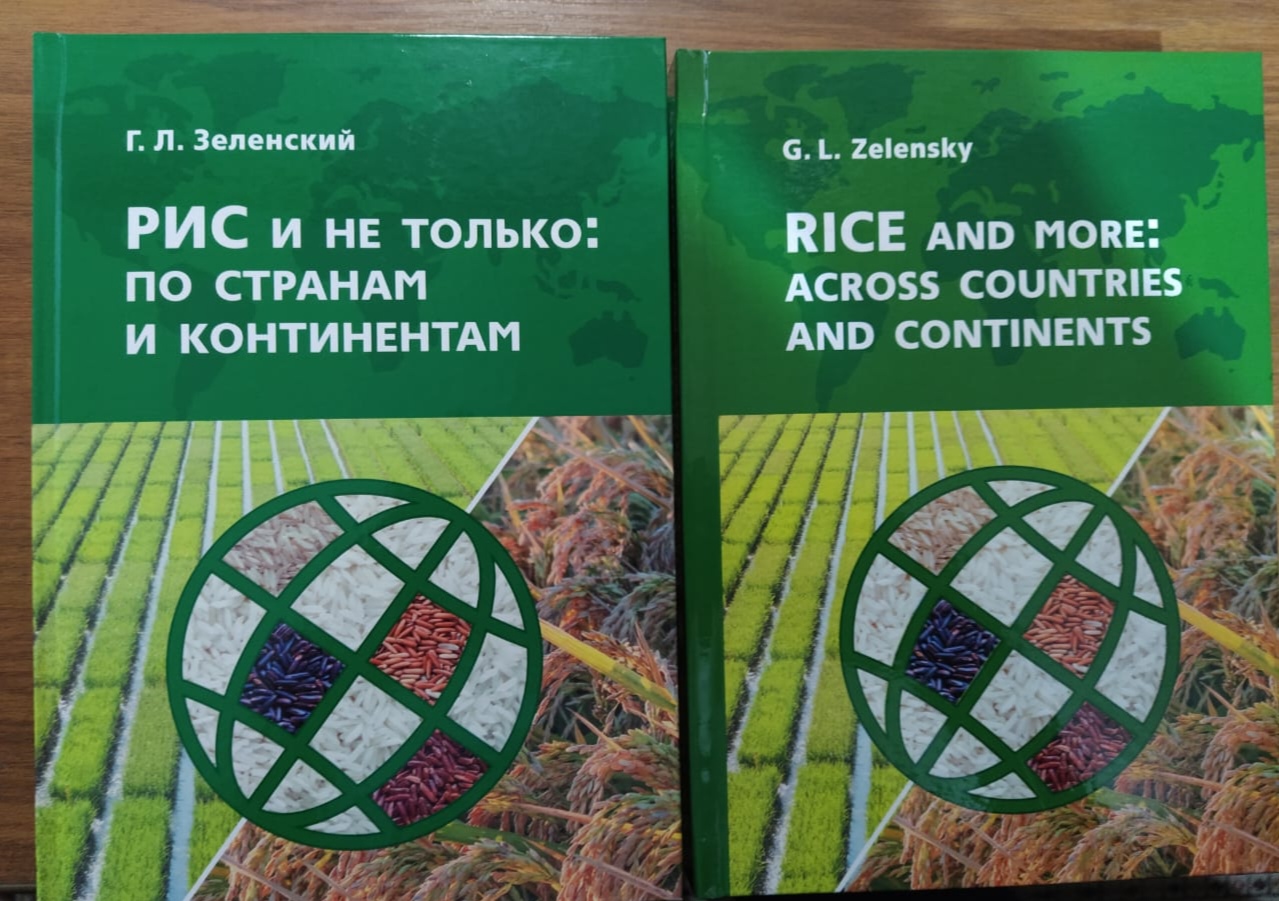 Г. Л. Зеленский
РИС И НЕ ТОЛЬКО:
ПО СТРАНАМ
И КОНТИНЕНТАМ
G. L. Zelensky
RICE AND MORE:
ACROSS COUNTRIES
AND CONTINENTS